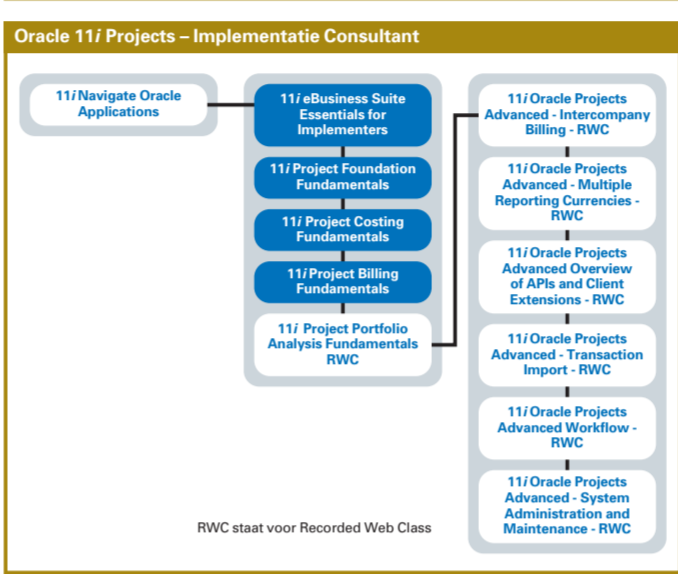 Oracle 11i Projects – Implementatie Consultant
11i Navigate Oracle
Applications
11i eBusiness Suite
Essentials for
Implementers
11i Project Foundation
Fundamentals
11i Project Costing
Fundamentals
11i Project Billing
Fundamentals
11i Project Portfolio
Analysis Fundamentals
RWC
11i Oracle Projects
Advanced - Intercompany
Billing - RWC
11i Oracle Projects
Advanced - Multiple
Reporting Currencies -
RWC
11i Oracle Projects
Advanced Overview
of APIs and Client
Extensions - RWC
11i Oracle Projects
Advanced - Transaction
Import - RWC
11i Oracle Projects
Advanced Workflow -
RWC
11i Oracle Projects
Advanced - System
Administration and
Maintenance - RWC
RWC staat voor Recorded Web Class